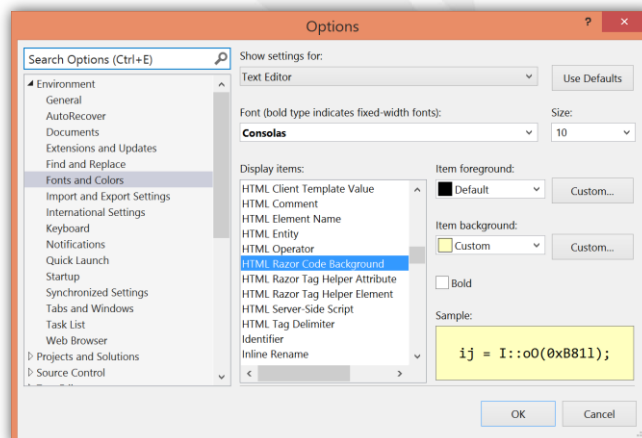 Options
? ×
Search Options (Ctrl+E)
Environment
General
AutoRecover
Documents
Extensions and Updates
Find and Replace
Fonts and Colors
Import and Export Settings
International Settings
Keyboard
Notifications
Quick Launch
Startup
Synchronized Settings
Tabs and Windows
Task List
Web Browser
Projects and Solutions
Source Control
Show settings for:
Text Editor
Use Defaults
Font (bold type indicates fixed-width fonts):
Consolas
Size:
10
Display items:
HTML Client Template Value
HTML Comment
HTML Element Name
HTML Entity
HTML Operator
HTML Razor Code Background
HTML Razor Tag Helper Attribute
HTML Razor Tag Helper Element
HTML Server-Side Script
HTML Tag Delimiter
Identifier
Inline Rename
Item foreground:
Default
Custom...
Item background:
Custom
Custom...
Bold
Sample:
ij = I::oO(0xB81l);
OK
Cancel